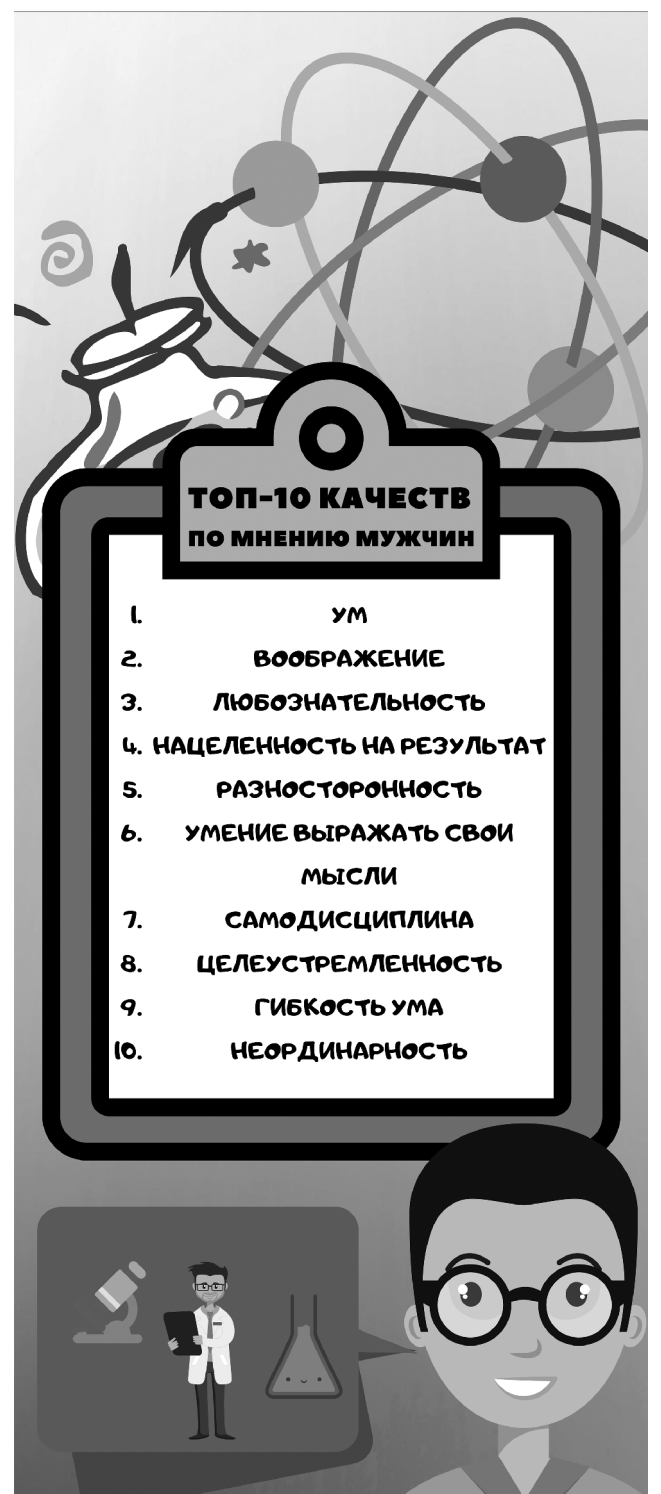 ТОП-10 КАЧЕСТВ
ПО МНЕНИЮ МУЖЧИН
1. УМ
2. ВООБРАЖЕНИЕ
3. ЛЮБОЗНАТЕЛЬНОСТЬ
4. НАЦЕЛЕННОСТЬ НА РЕЗУЛЬТАТ
5. РАЗНОСТОРОННОСТЬ
6. УМЕНИЕ ВЫРАЖАТЬ СВОИ
МЫСЛИ
7. САМОДИСЦИПЛИНА
8. ЦЕЛЕУСТРЕМЛЕННОСТЬ
9. ГИБКОСТЬ УМА
10. НЕОРДИНАРНОСТЬ